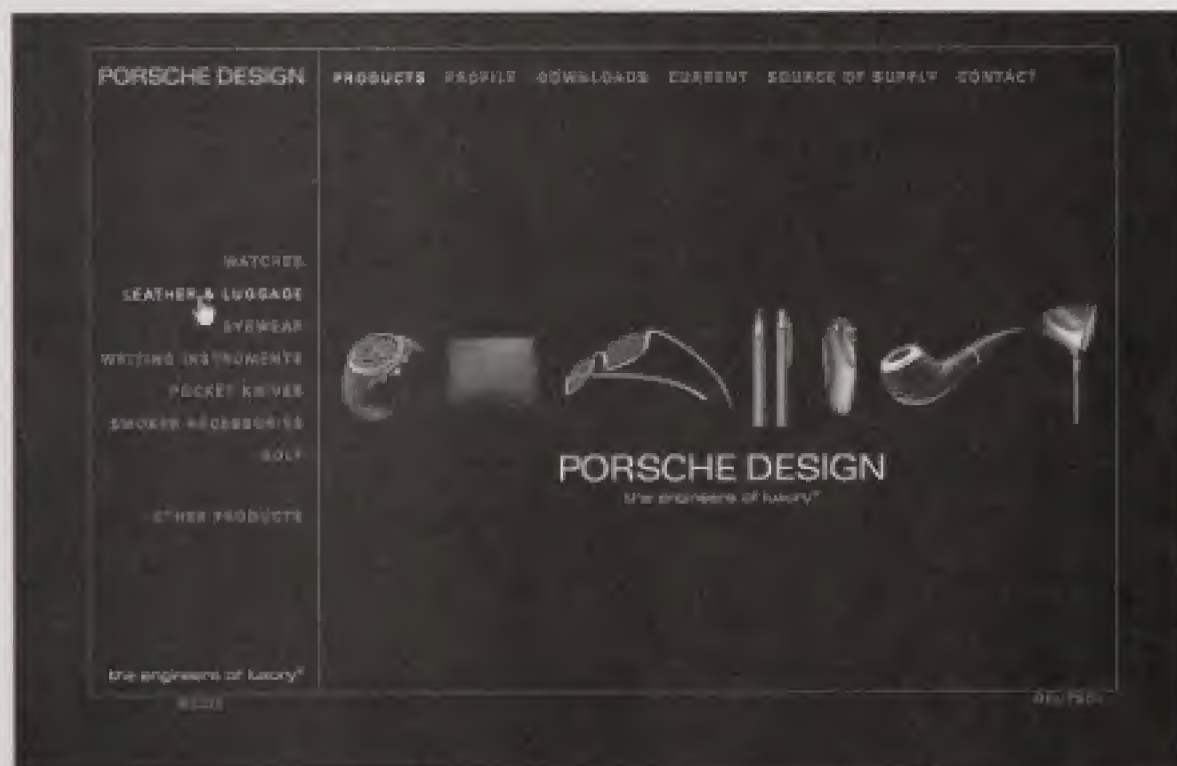 PORSCHE DESIGN
PRODUCTS PROFILE DOWNLOADS CURRENT SOURCE OF SUPPLY CONTACT
WATCHES
LEATHER & LUGGAGE
EYEWEAR
WRITING INSTRUMENTS
POCKET KNIVES
SMOKER ACCESSORIES
GOLF
OTHER PRODUCTS
PORSCHE DESIGN
the engineers of luxury®
the engineers of luxury®